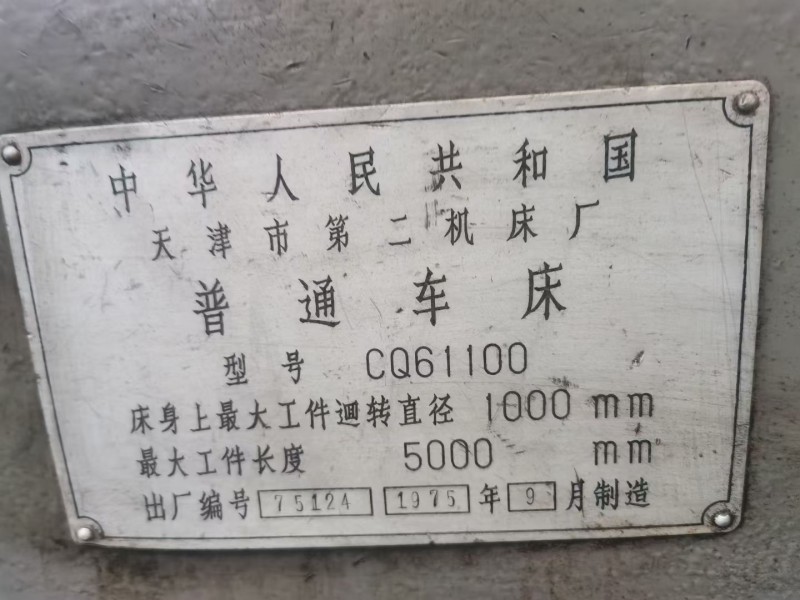 中华人民共和国
天津市第二机床厂
普通车床
型号 CQ61100
床身上最大工件迴转直径 1000 mm
最大工件长度 5000 mm
出厂编号 75124 1975 年 9 月制造